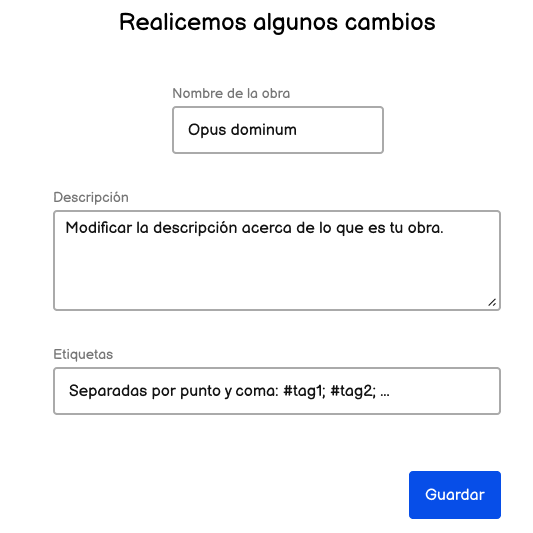 Realicemos algunos cambios
Nombre de la obra
Opus dominum
Descripción
Modificar la descripción acerca de lo que es tu obra.
Etiquetas
Separadas por punto y coma: #tag1; #tag2; ...
Guardar